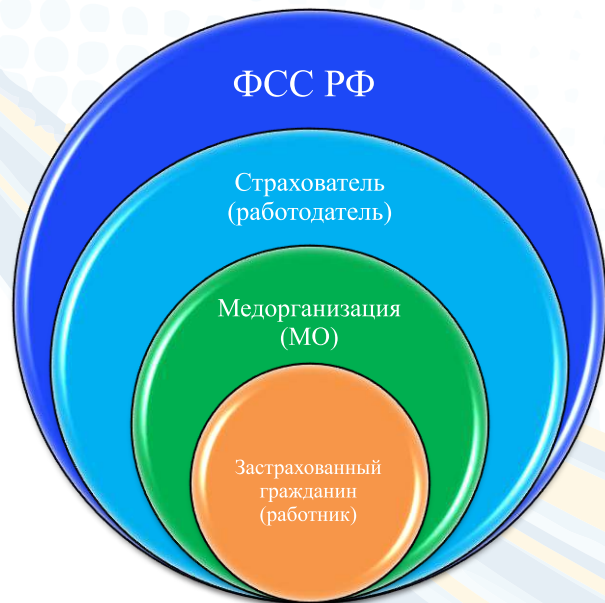 ФСС РФ
Страхователь
(работодатель)
Медорганизация
(МО)
Застрахованный
гражданин
(работник)